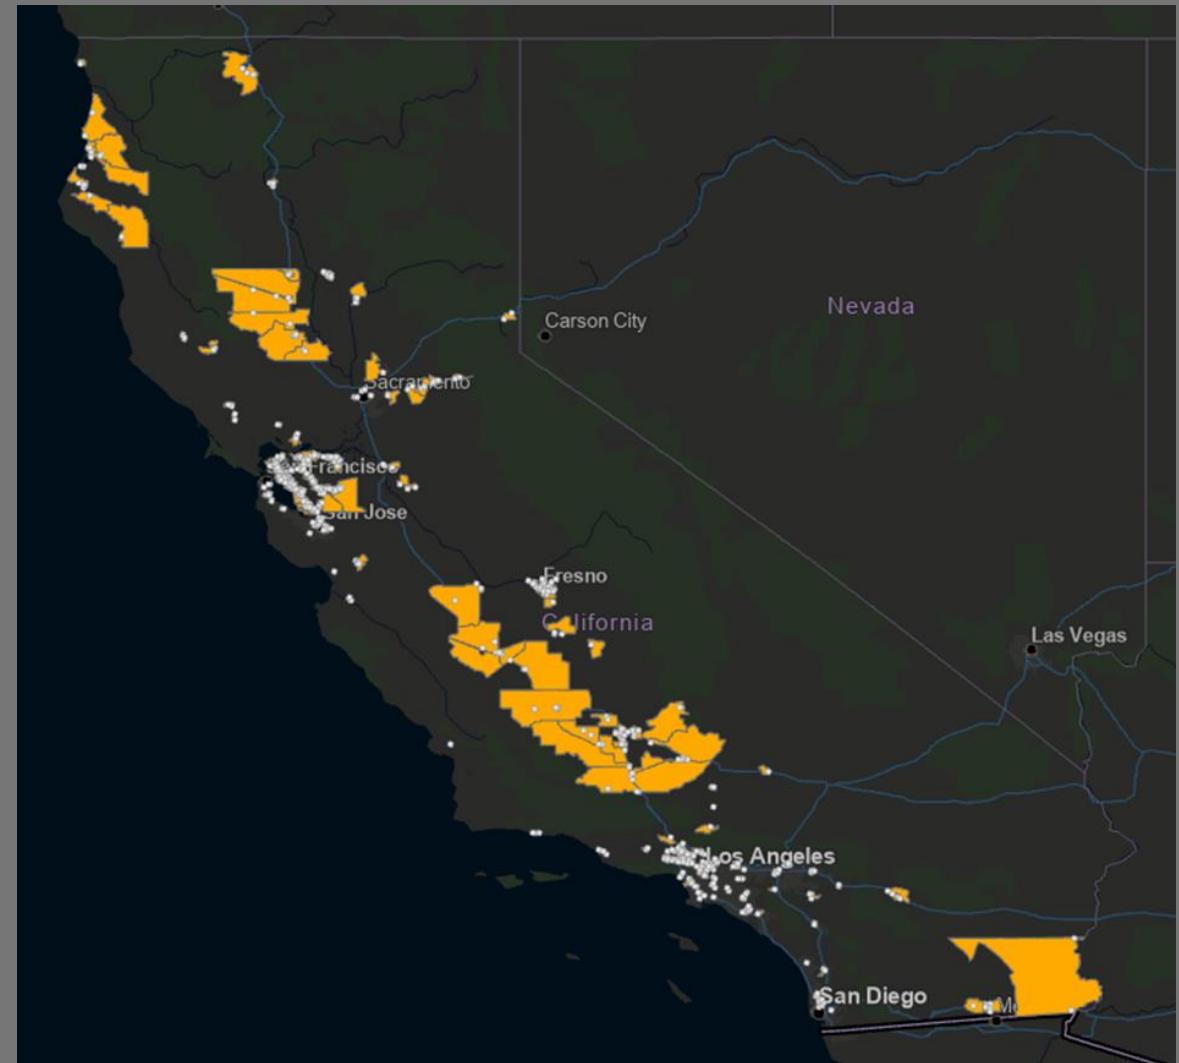 Nevada
Carson City
Sacramento
San Francisco
San Jose
Fresno
California
Las Vegas
Los Angeles
San Diego